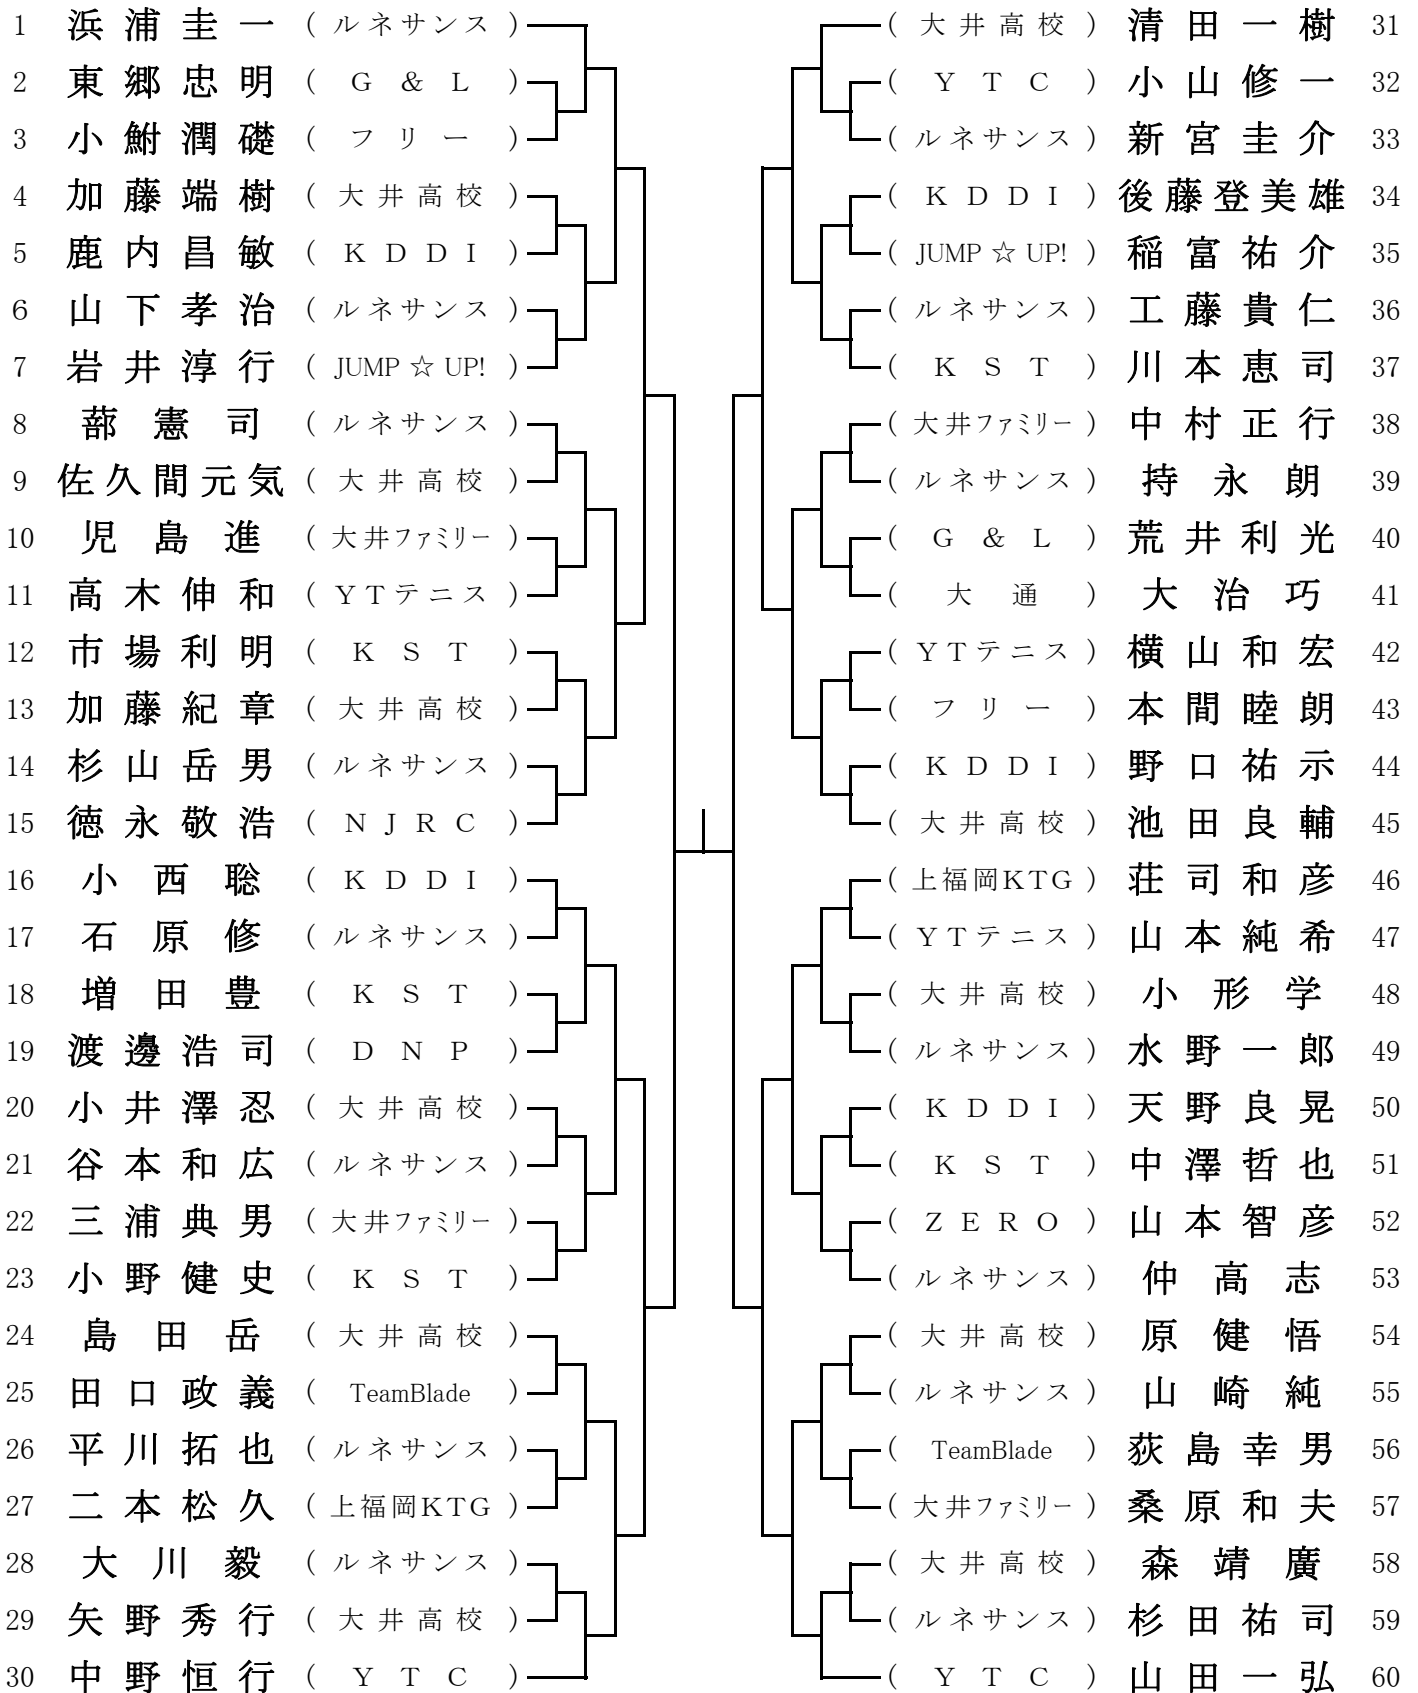 1 浜浦圭一 (ルネサンス)
2 東郷忠明 (G&L)
3 小鮒潤礎 (フリー)
4 加藤端樹 (大井高校)
5 鹿内昌敏 (KDDI)
6 山下孝治 (ルネサンス)
7 岩井淳行 (JUMP ☆ UP!)
8 蔀憲司 (ルネサンス)
9 佐久間元気 (大井高校)
10 児島進 (大井ファミリー)
11 高木伸和 (YTテニス)
12 市場利明 (KST)
13 加藤紀章 (大井高校)
14 杉山岳男 (ルネサンス)
15 徳永敬浩 (NJRC)
16 小西聡 (KDDI)
17 石原修 (ルネサンス)
18 増田豊 (KST)
19 渡邊浩司 (DNP)
20 小井澤忍 (大井高校)
21 谷本和広 (ルネサンス)
22 三浦典男 (大井ファミリー)
23 小野健史 (KST)
24 島田岳 (大井高校)
25 田口政義 (TeamBlade)
26 平川拓也 (ルネサンス)
27 二本松久 (上福岡KTG)
28 大川毅 (ルネサンス)
29 矢野秀行 (大井高校)
30 中野恒行 (YTC)
(大井高校) 清田一樹 31
(YTC) 小山修一 32
(ルネサンス) 新宮圭介 33
(KDDI) 後藤登美雄 34
(JUMP ☆ UP!) 稲富祐介 35
(ルネサンス) 工藤貴仁 36
(KST) 川本恵司 37
(大井ファミリー) 中村正行 38
(ルネサンス) 持永朗 39
(G&L) 荒井利光 40
(大通) 大治巧 41
(YTテニス) 横山和宏 42
(フリー) 本間睦朗 43
(KDDI) 野口祐示 44
(大井高校) 池田良輔 45
(上福岡KTG) 荘司和彦 46
(YTテニス) 山本純希 47
(大井高校) 小形学 48
(ルネサンス) 水野一郎 49
(KDDI) 天野良晃 50
(KST) 中澤哲也 51
(ZERO) 山本智彦 52
(ルネサンス) 仲高志 53
(大井高校) 原健悟 54
(ルネサンス) 山崎純 55
(TeamBlade) 荻島幸男 56
(大井ファミリー) 桑原和夫 57
(大井高校) 森靖廣 58
(ルネサンス) 杉田祐司 59
(YTC) 山田一弘 60